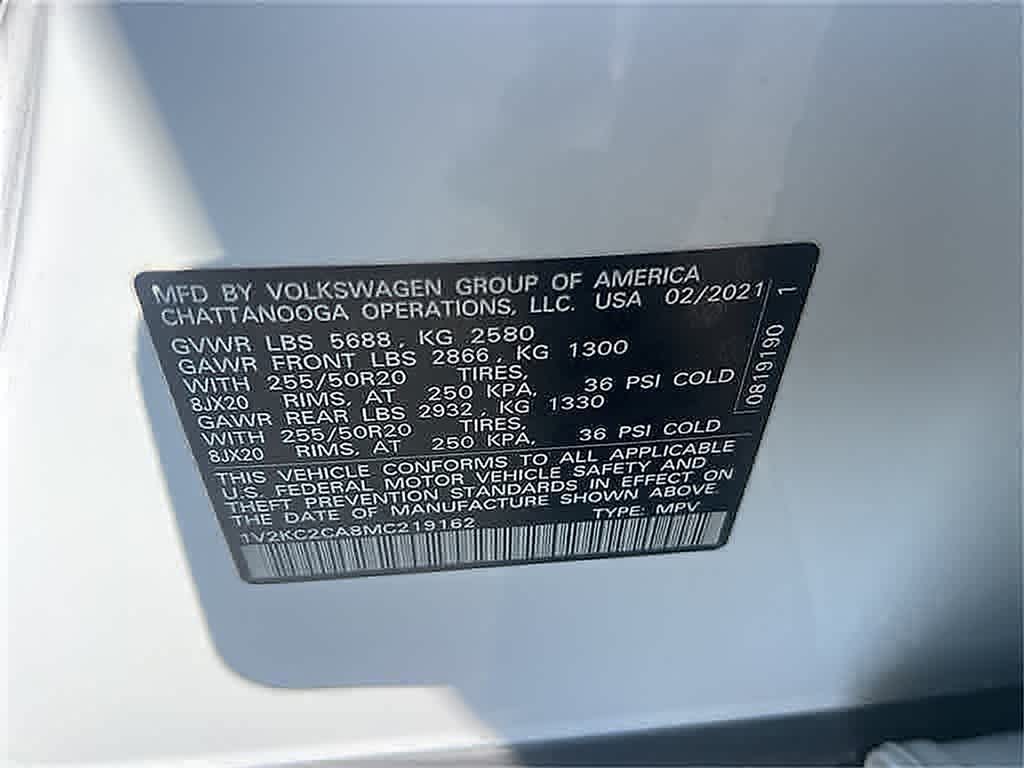 MFD BY VOLKSWAGEN GROUP OF AMERICA
CHATTANOOGA OPERATIONS, LLC. USA 02/2021
GVWR LBS 5688, KG 2580
GAWR FRONT LBS 2866, KG 1300
WITH 255/50R20 TIRES,
8JX20 RIMS, AT 250 KPA, 36 PSI COLD
GAWR REAR LBS 2932, KG 1330
WITH 255/50R20 TIRES,
8JX20 RIMS, AT 250 KPA, 36 PSI COLD
THIS VEHICLE CONFORMS TO ALL APPLICABLE
U.S. FEDERAL MOTOR VEHICLE SAFETY AND
THEFT PREVENTION STANDARDS IN EFFECT ON
THE DATE OF MANUFACTURE SHOWN ABOVE.
1V2KC2CA8MC219162 TYPE: MPV
0819190 1